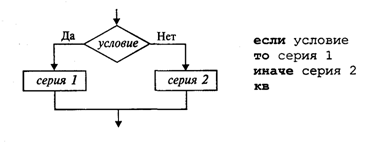 Да
Нет
условие
серия 1
серия 2
если условие
то серия 1
иначе серия 2
кв